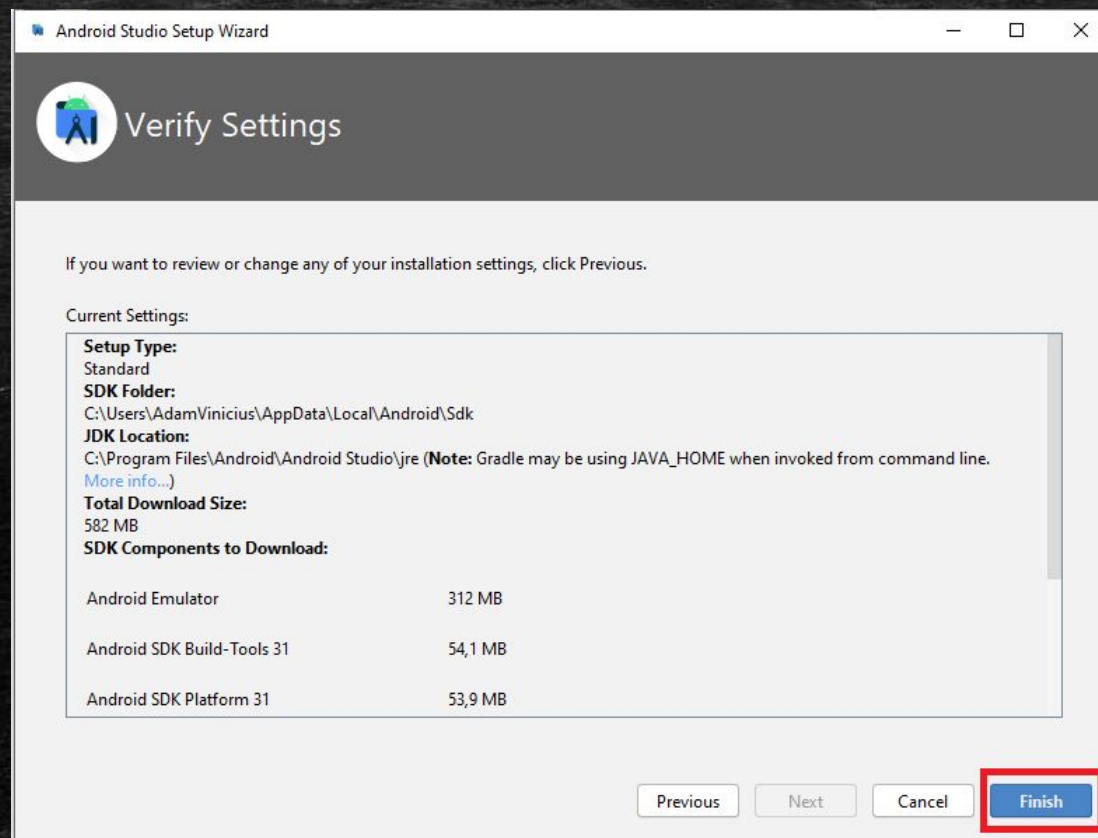 Android Studio Setup Wizard
Verify Settings
If you want to review or change any of your installation settings, click Previous.
Current Settings:
Setup Type:
Standard
SDK Folder:
C:\Users\AdamVinicius\AppData\Local\Android\Sdk
JDK Location:
C:\Program Files\Android\Android Studio\jre (Note: Gradle may be using JAVA_HOME when invoked from command line.
More info...)
Total Download Size:
582 MB
SDK Components to Download:
Android Emulator 312 MB
Android SDK Build-Tools 31 54,1 MB
Android SDK Platform 31 53,9 MB
Previous Next Cancel Finish